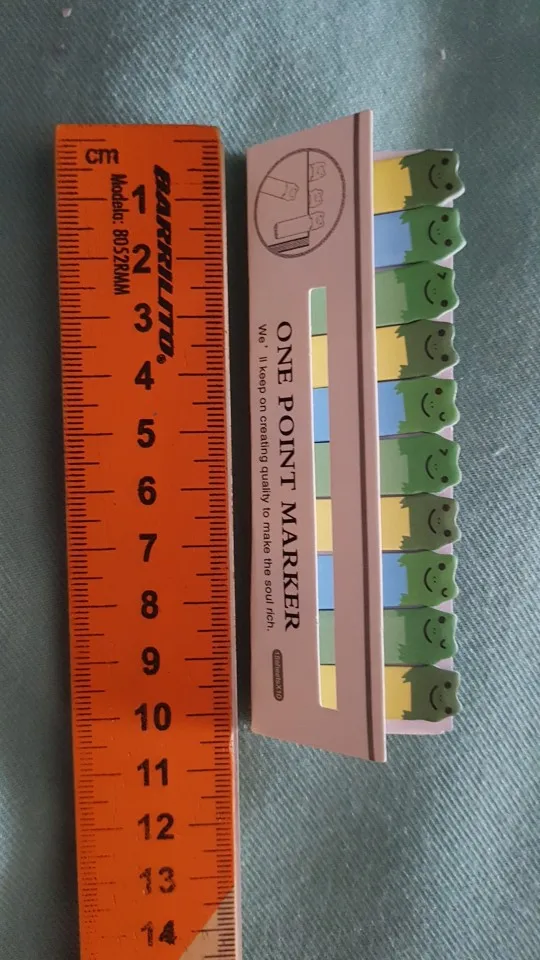 cm
BARRILITO®
Modelo: 8052RMM
1
2
3
4
5
6
7
8
9
10
11
12
13
14
ONE POINT MARKER
We' ll keep on creating quality to make the soul rich.